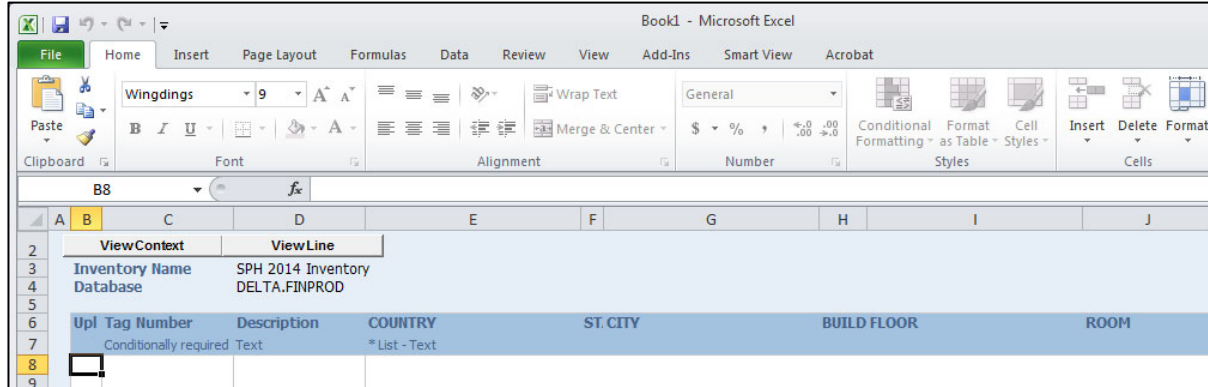 Book1 - Microsoft Excel
File Home Insert Page Layout Formulas Data Review View Add-Ins Smart View Acrobat
Wingdings 9 A A Wrap Text General
Paste B I U A Merge & Center $ % , .0 .00 .00 .0 Conditional Formatting Format as Table Cell Styles Insert Delete Format
Clipboard Font Alignment Number Styles Cells
B8 fx
A B C D E F G H I J
2 ViewContext ViewLine
3 Inventory Name SPH 2014 Inventory
4 Database DELTA.FINPROD
5
6 Upl Tag Number Description COUNTRY ST. CITY BUILD FLOOR ROOM
7 Conditionally required Text * List - Text
8
9